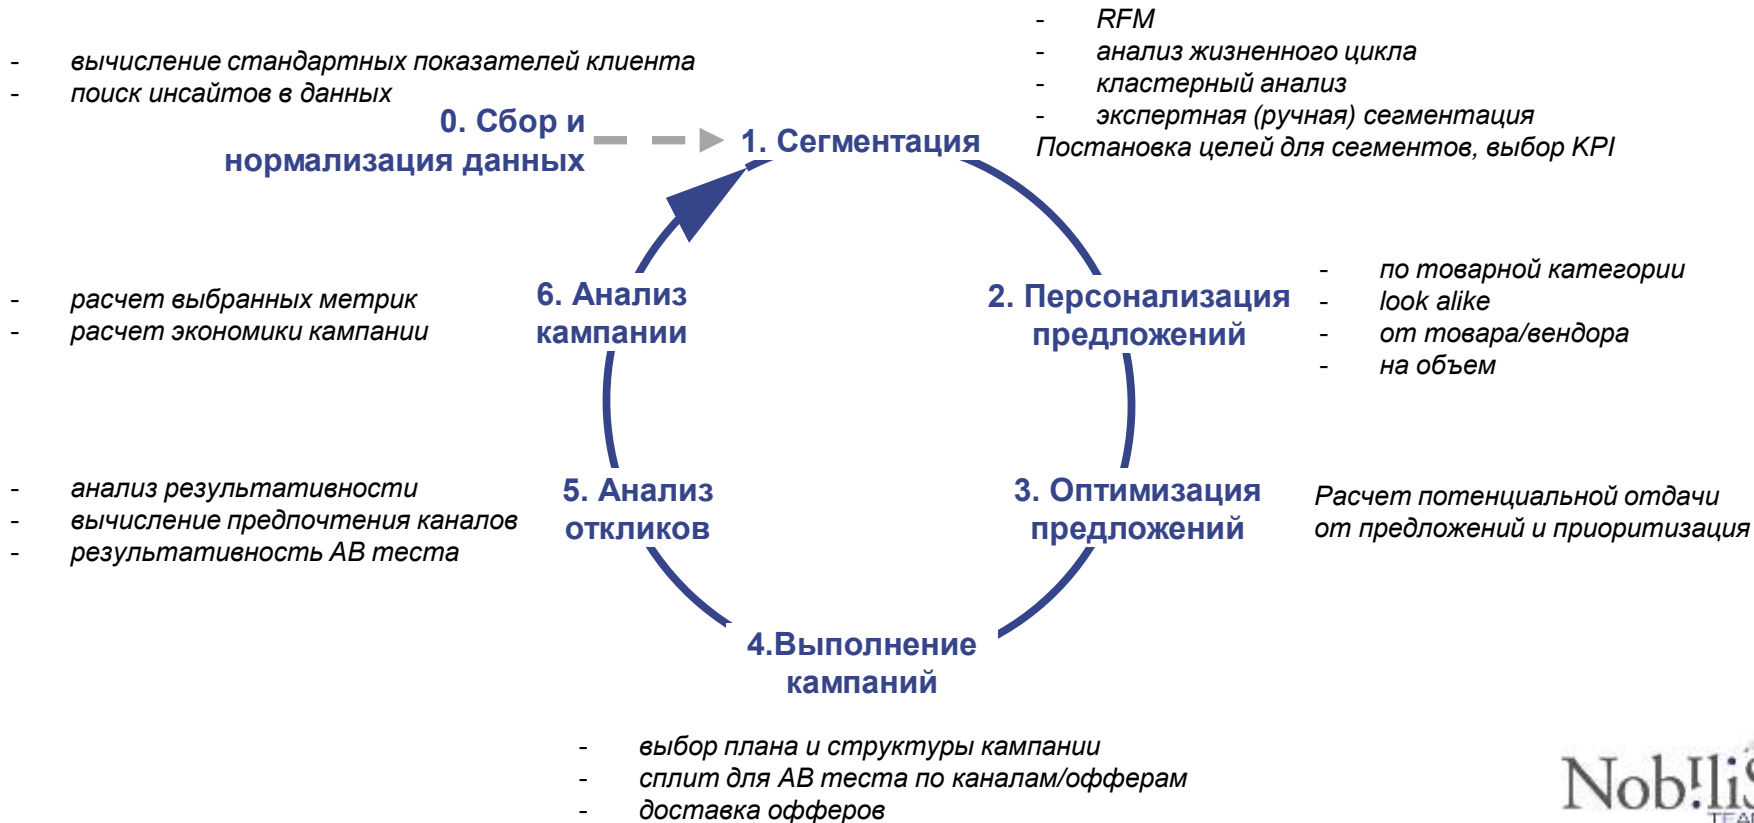 - вычисление стандартных показателей клиента
- поиск инсайтов в данных
0. Сбор и
нормализация данных
1. Сегментация
- RFM
- анализ жизненного цикла
- кластерный анализ
- экспертная (ручная) сегментация
Постановка целей для сегментов, выбор KPI
2. Персонализация
предложений
- по товарной категории
- look alike
- от товара/вендора
- на объем
3. Оптимизация
предложений
Расчет потенциальной отдачи
от предложений и приоритизация
4.Выполнение
кампаний
- выбор плана и структуры кампании
- сплит для АВ теста по каналам/офферам
- доставка офферов
5. Анализ
откликов
- анализ результативности
- вычисление предпочтения каналов
- результативность АВ теста
6. Анализ
кампании
- расчет выбранных метрик
- расчет экономики кампании
Nob!liS